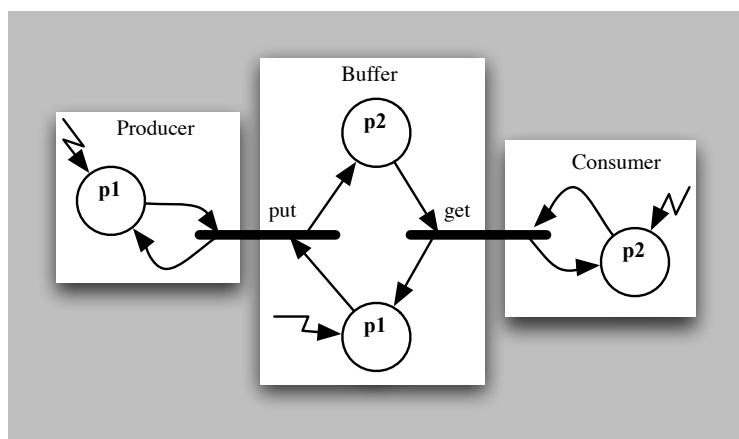 Producer
p1
Buffer
p2
put
get
p1
Consumer
p2